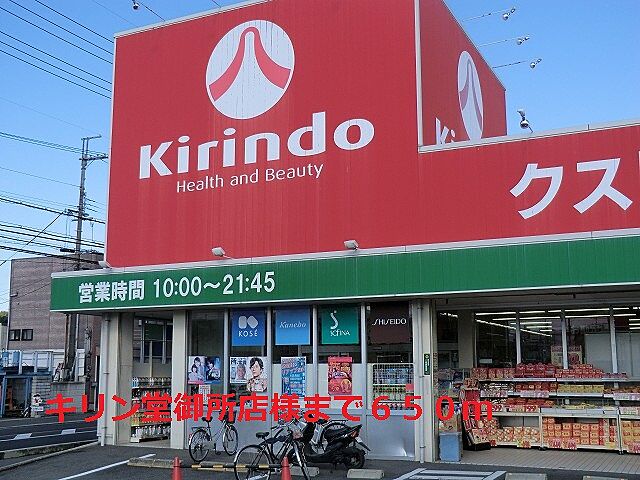 Kirindo
Health and Beauty
K
クス
営業時間 10:00～21:45
KOSÉ
Kanebo
SOFINA
SHISEIDO
キリン堂御所店様まで６５０ｍ